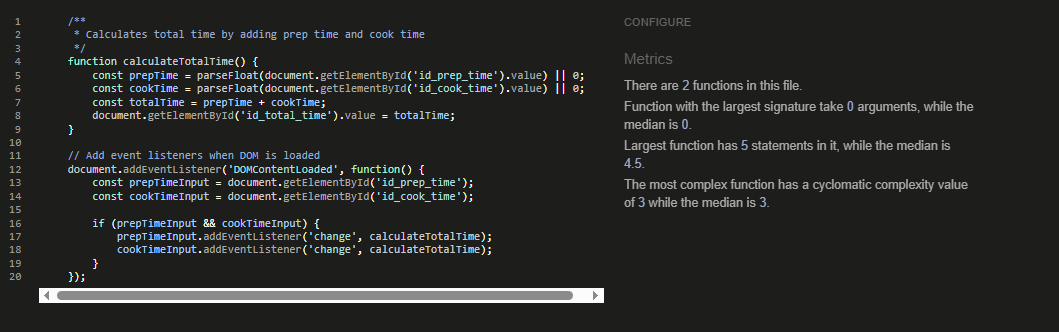 1 /**
2 * Calculates total time by adding prep time and cook time
3 */
4 function calculateTotalTime() {
5 const prepTime = parseFloat(document.getElementById('id_prep_time').value) || 0;
6 const cookTime = parseFloat(document.getElementById('id_cook_time').value) || 0;
7 const totalTime = prepTime + cookTime;
8 document.getElementById('id_total_time').value = totalTime;
9 }
10
11 // Add event listeners when DOM is loaded
12 document.addEventListener('DOMContentLoaded', function() {
13 const prepTimeInput = document.getElementById('id_prep_time');
14 const cookTimeInput = document.getElementById('id_cook_time');
15
16 if (prepTimeInput && cookTimeInput) {
17 prepTimeInput.addEventListener('change', calculateTotalTime);
18 cookTimeInput.addEventListener('change', calculateTotalTime);
19 }
20 });
CONFIGURE
Metrics
There are 2 functions in this file.
Function with the largest signature take 0 arguments, while the
median is 0.
Largest function has 5 statements in it, while the median is
4.5.
The most complex function has a cyclomatic complexity value
of 3 while the median is 3.